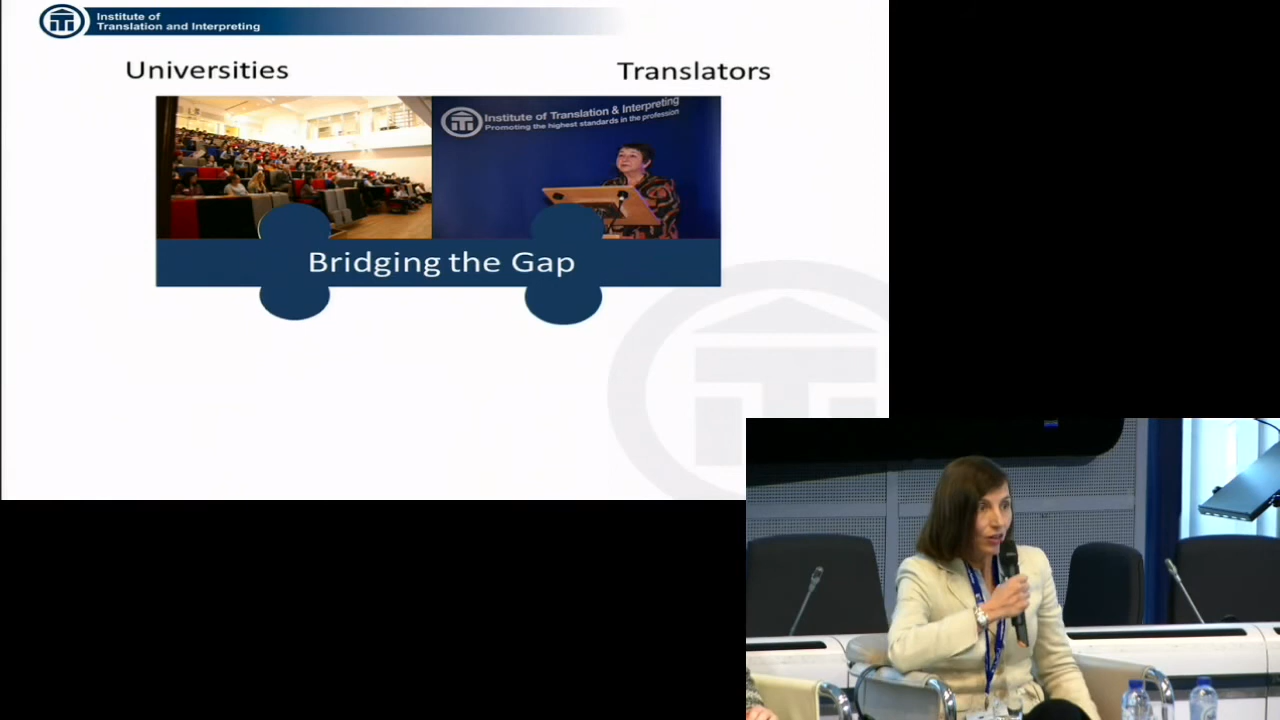 Institute of
Translation and Interpreting
Universities
Translators
Institute of Translation & Interpreting
Promoting the highest standards in the profession
Bridging the Gap